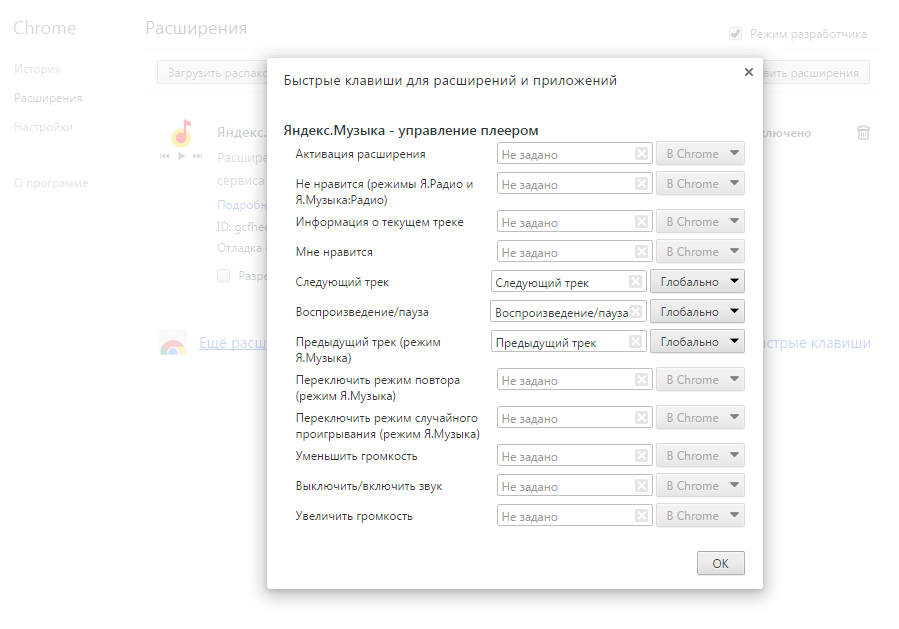 Chrome
Расширения
Режим разработчика
История
Расширения
Настройки
О программе
Загрузить распак
вить расширения
Яндекс.
ключено
Расшире
сервиса
Подробн
ID: gcfhee
Отладка
Разре
Ещё расш
ыстрые клавиши
Быстрые клавиши для расширений и приложений
Яндекс.Музыка - управление плеером
Активация расширения Не задано В Chrome
Не нравится (режимы Я.Радио и
Я.Музыка:Радио) Не задано В Chrome
Информация о текущем треке Не задано В Chrome
Мне нравится Не задано В Chrome
Следующий трек Следующий трек Глобально
Воспроизведение/пауза Воспроизведение/пауза Глобально
Предыдущий трек (режим
Я.Музыка) Предыдущий трек Глобально
Переключить режим повтора
(режим Я.Музыка) Не задано В Chrome
Переключить режим случайного
проигрывания (режим Я.Музыка) Не задано В Chrome
Уменьшить громкость Не задано В Chrome
Выключить/включить звук Не задано В Chrome
Увеличить громкость Не задано В Chrome
OK